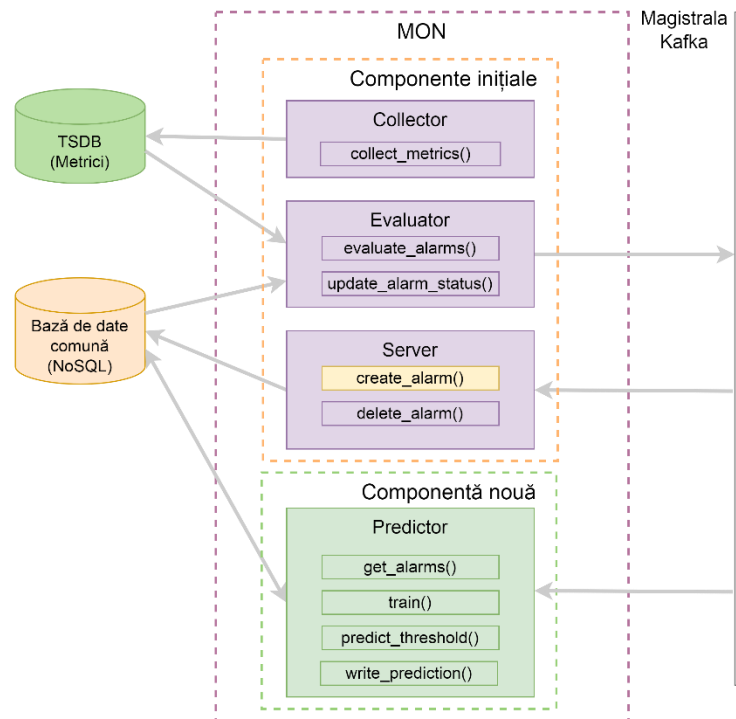 MON
Magistrala
Kafka
Componente inițiale
TSDB
(Metrici)
Collector
collect_metrics()
Evaluator
evaluate_alarms()
update_alarm_status()
Bază de date
comună
(NoSQL)
Server
create_alarm()
delete_alarm()
Componentă nouă
Predictor
get_alarms()
train()
predict_threshold()
write_prediction()